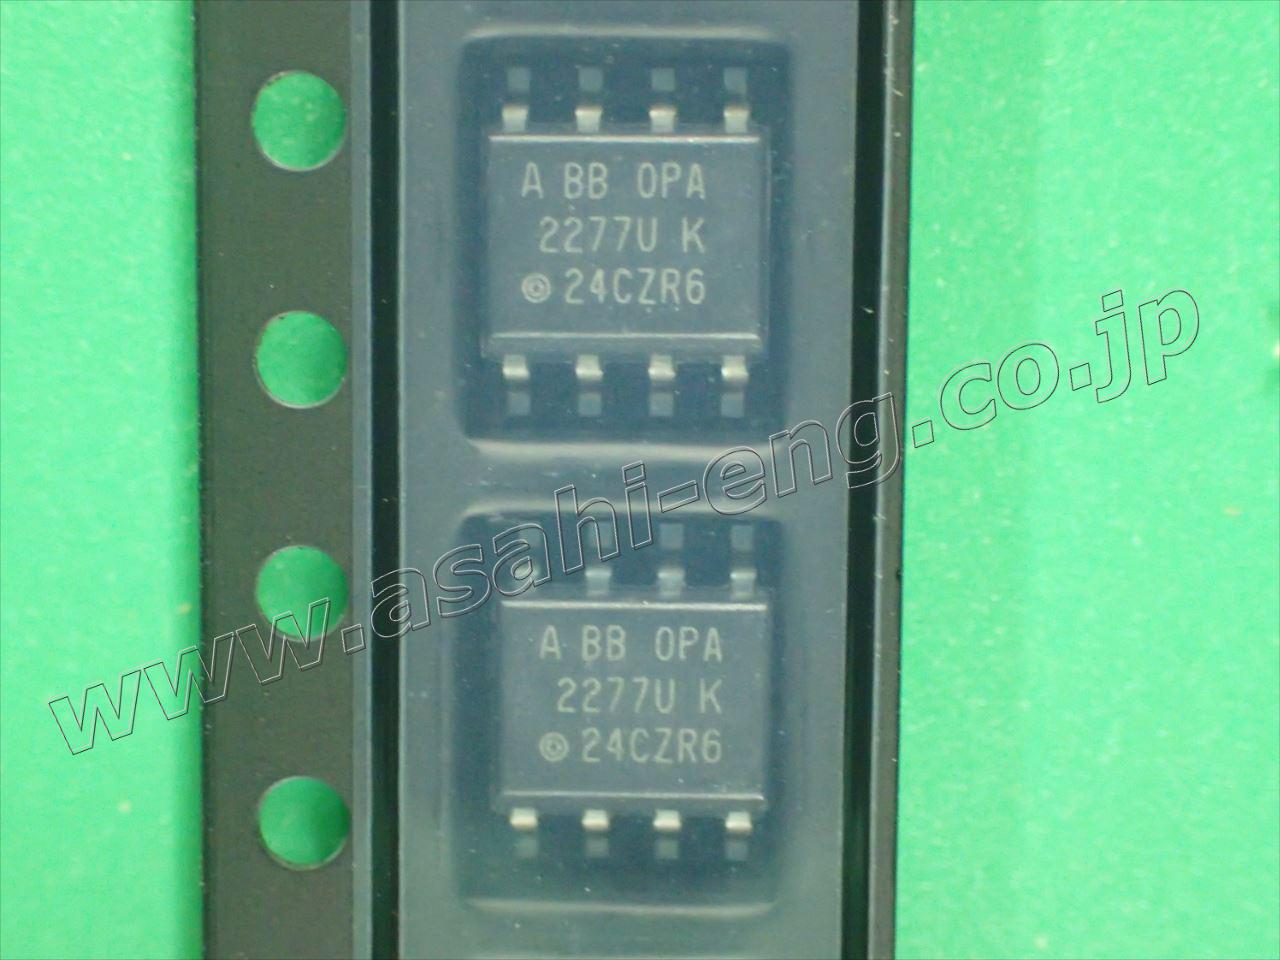 A BB OPA
2277U K
24CZR6
www.asahi-eng.co.jp
A BB OPA
2277U K
24CZR6